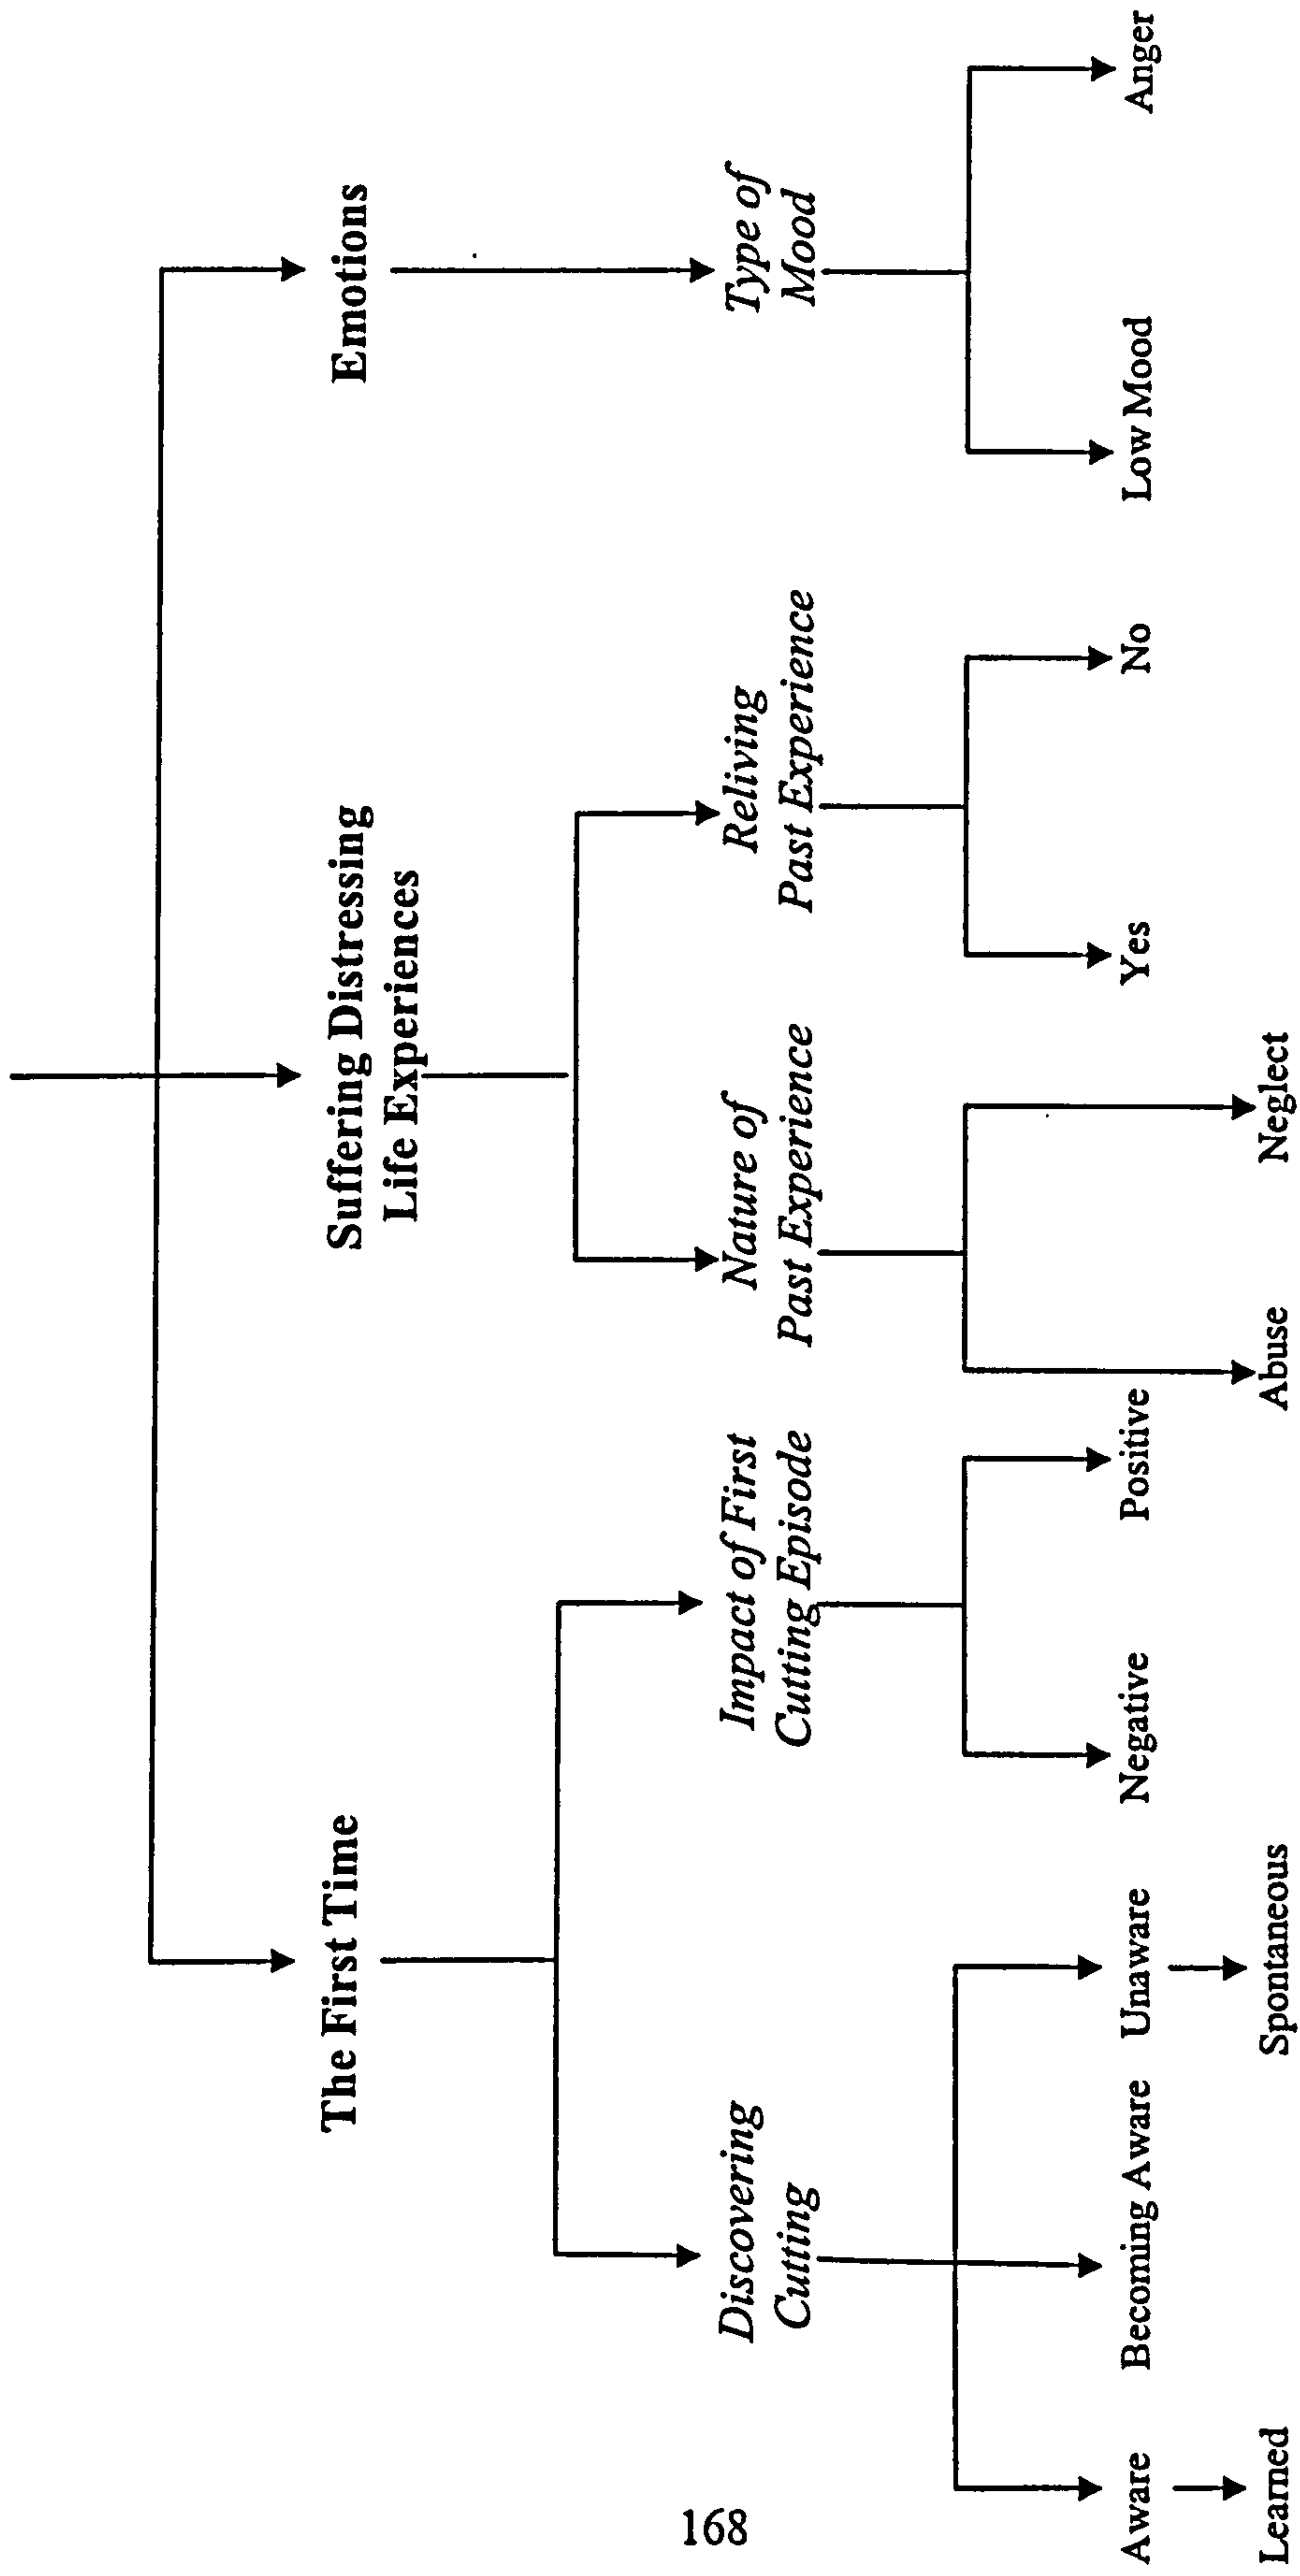 The First Time
Suffering Distressing
Life Experiences
Emotions
Discovering
Cutting
Impact of First
Cutting Episode
Nature of
Past Experience
Reliving
Past Experience
Type of
Mood
Aware
Becoming Aware
Unaware
Negative
Positive
Yes
No
Low Mood
Anger
Learned
Spontaneous
Abuse
Neglect
168